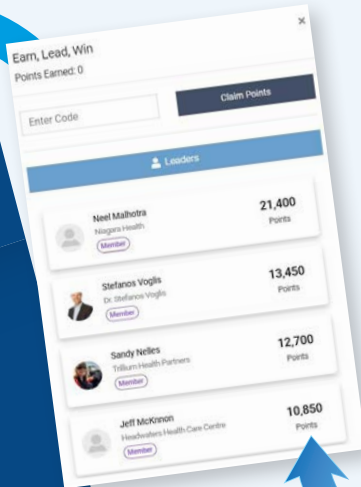 ×
Earn, Lead, Win
Points Earned: 0
Enter Code
Claim Points
Leaders
Neel Malhotra
Niagara Health
Member
21,400
Points
Stefanos Voglis
Dr. Stefanos Voglis
Member
13,450
Points
Sandy Nelles
Trillium Health Partners
Member
12,700
Points
Jeff McKnnon
Headwaters Health Care Centre
Member
10,850
Points